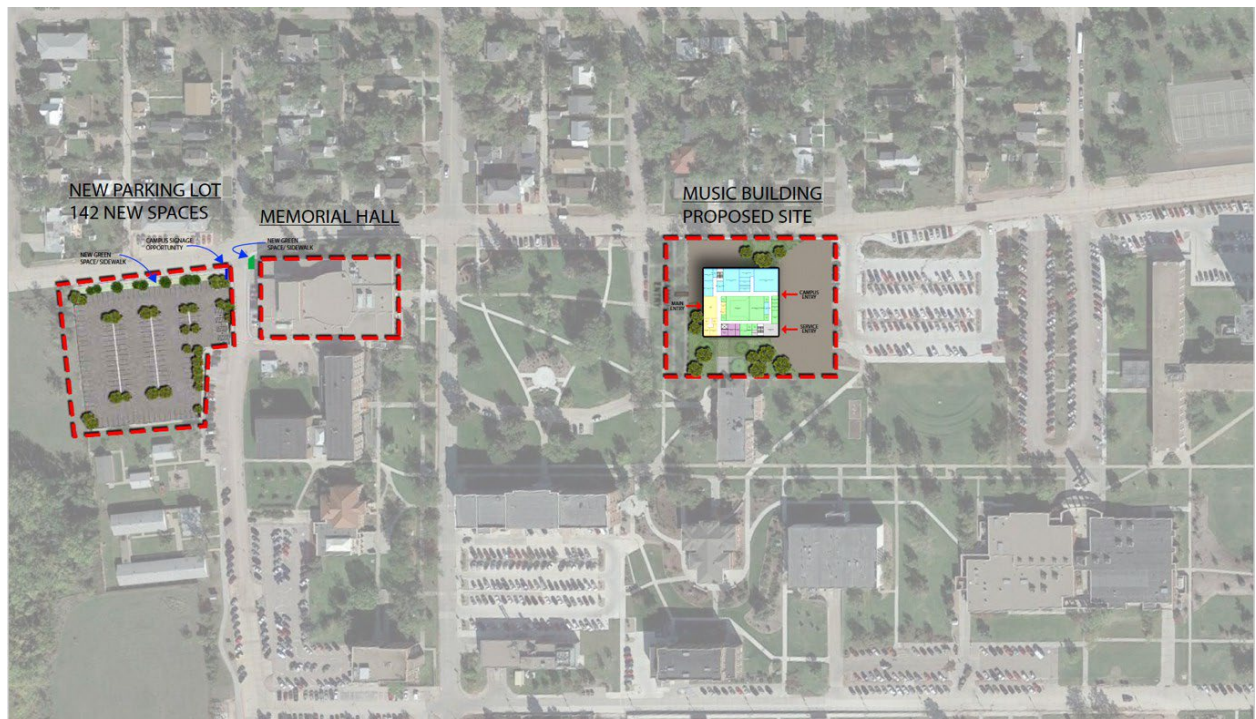 NEW PARKING LOT
142 NEW SPACES
CAMPUS SIGNAGE
OPPORTUNITY
NEW GREEN
SPACE/ SIDEWALK
MEMORIAL HALL
NEW GREEN
SPACE/ SIDEWALK
MUSIC BUILDING
PROPOSED SITE
MAIN
ENTRY
CAMPUS
ENTRY
SERVICE
ENTRY